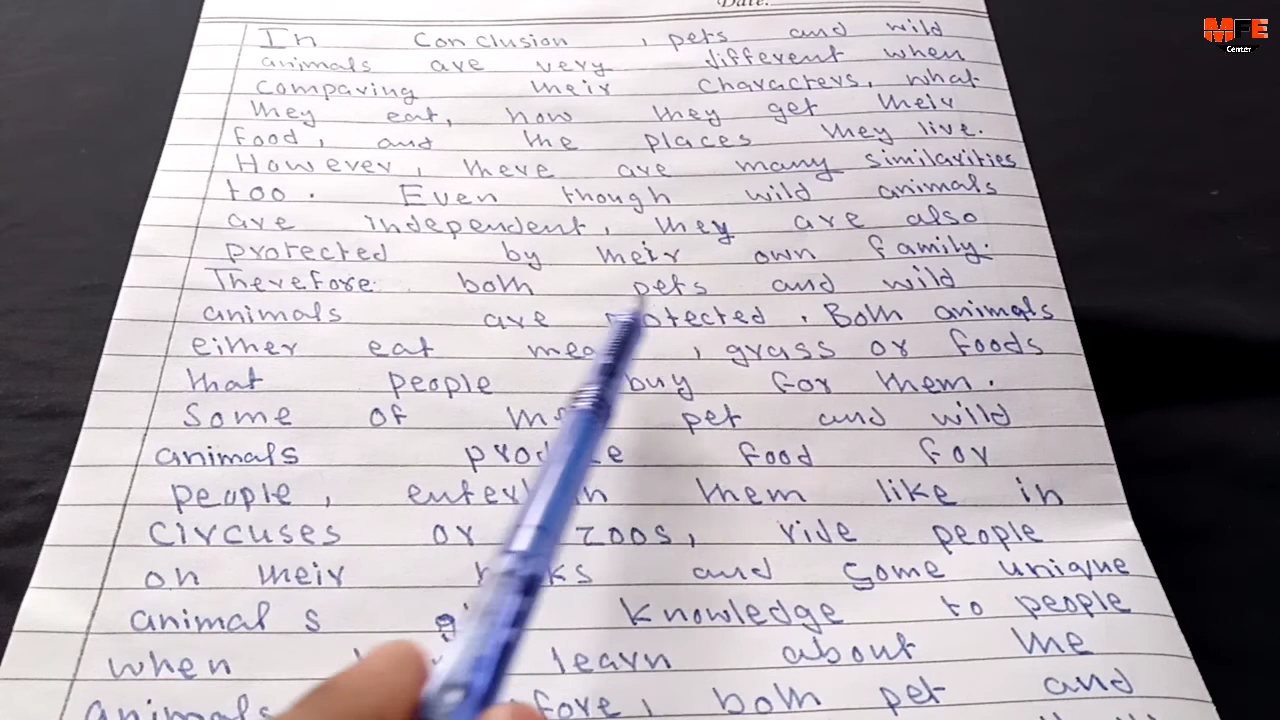 Date:
MFE
Center
In Conclusion, pets and wild
animals are very different when
Comparing their Characters, what
they eat, how they get their
food, and the places they live.
However, there are many similarities
too. Even though wild animals
are independent, they are also
protected by their own family.
Therefore both pets and wild
animals are protected. Both animals
either eat , grass or foods
that people buy for them.
Some of pet and wild
animals produce food for
people, entertain them like in
Circuses or zoos, ride people
on their and some unique
animals knowledge to people
when learn about the
animals both pet and